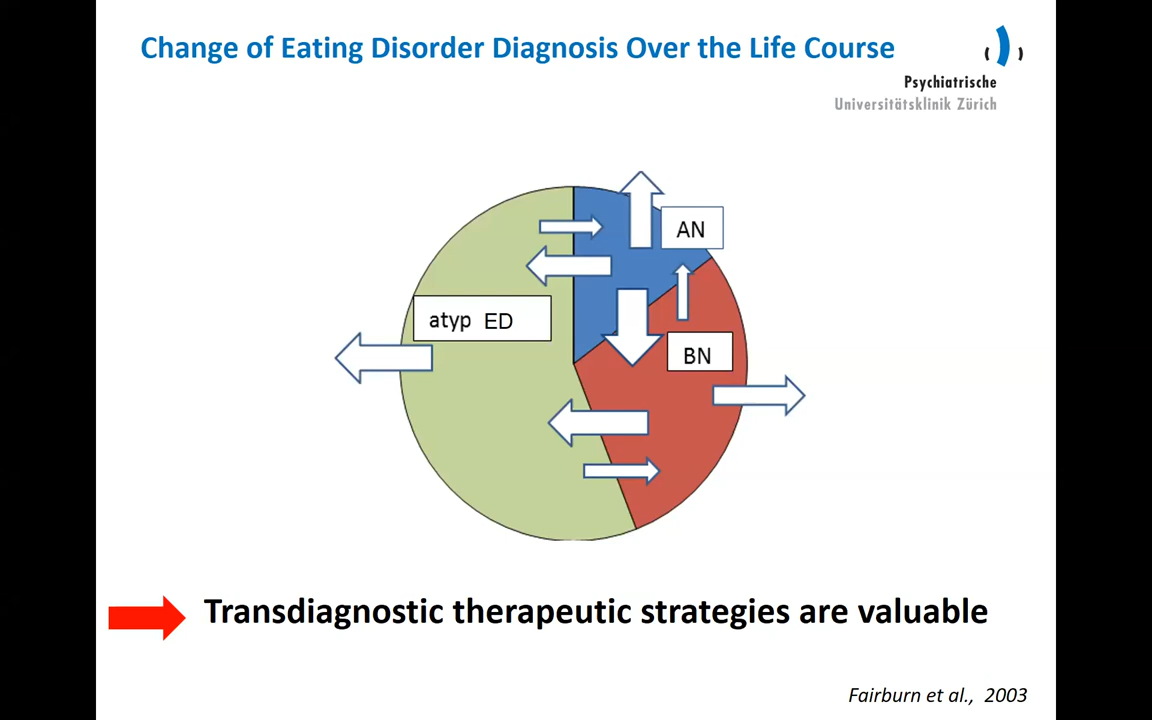 Change of Eating Disorder Diagnosis Over the Life Course
Psychiatrische
Universitätsklinik Zürich
AN
atyp ED
BN
Transdiagnostic therapeutic strategies are valuable
Fairburn et al., 2003